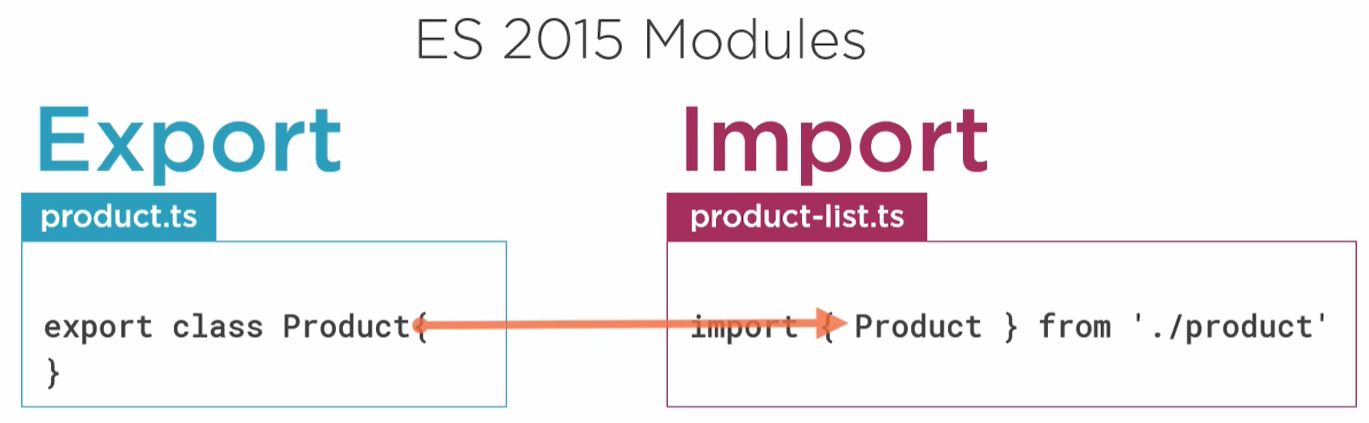 ES 2015 Modules
Export
product.ts
export class Product{
}
Import
product-list.ts
import { Product } from './product'